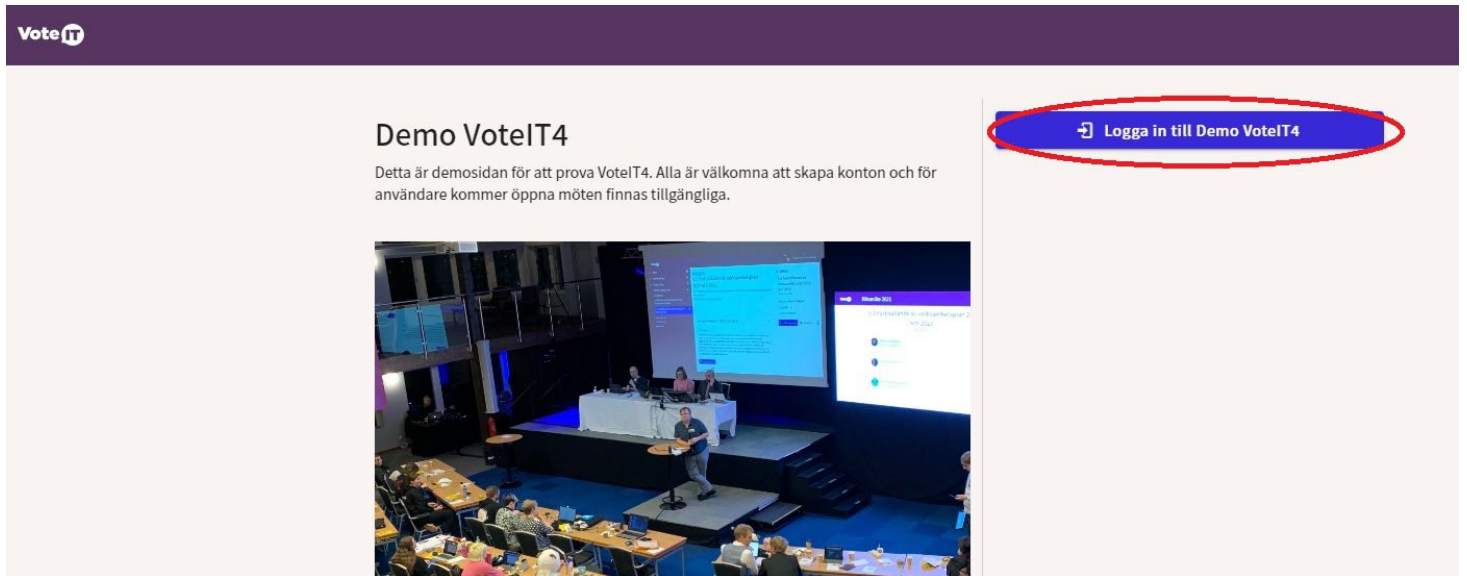 VoteIT
Demo VoteIT4
Detta är demosidan för att prova VoteIT4. Alla är välkomna att skapa konton och för
användare kommer öppna möten finnas tillgängliga.
Logga in till Demo VoteIT4